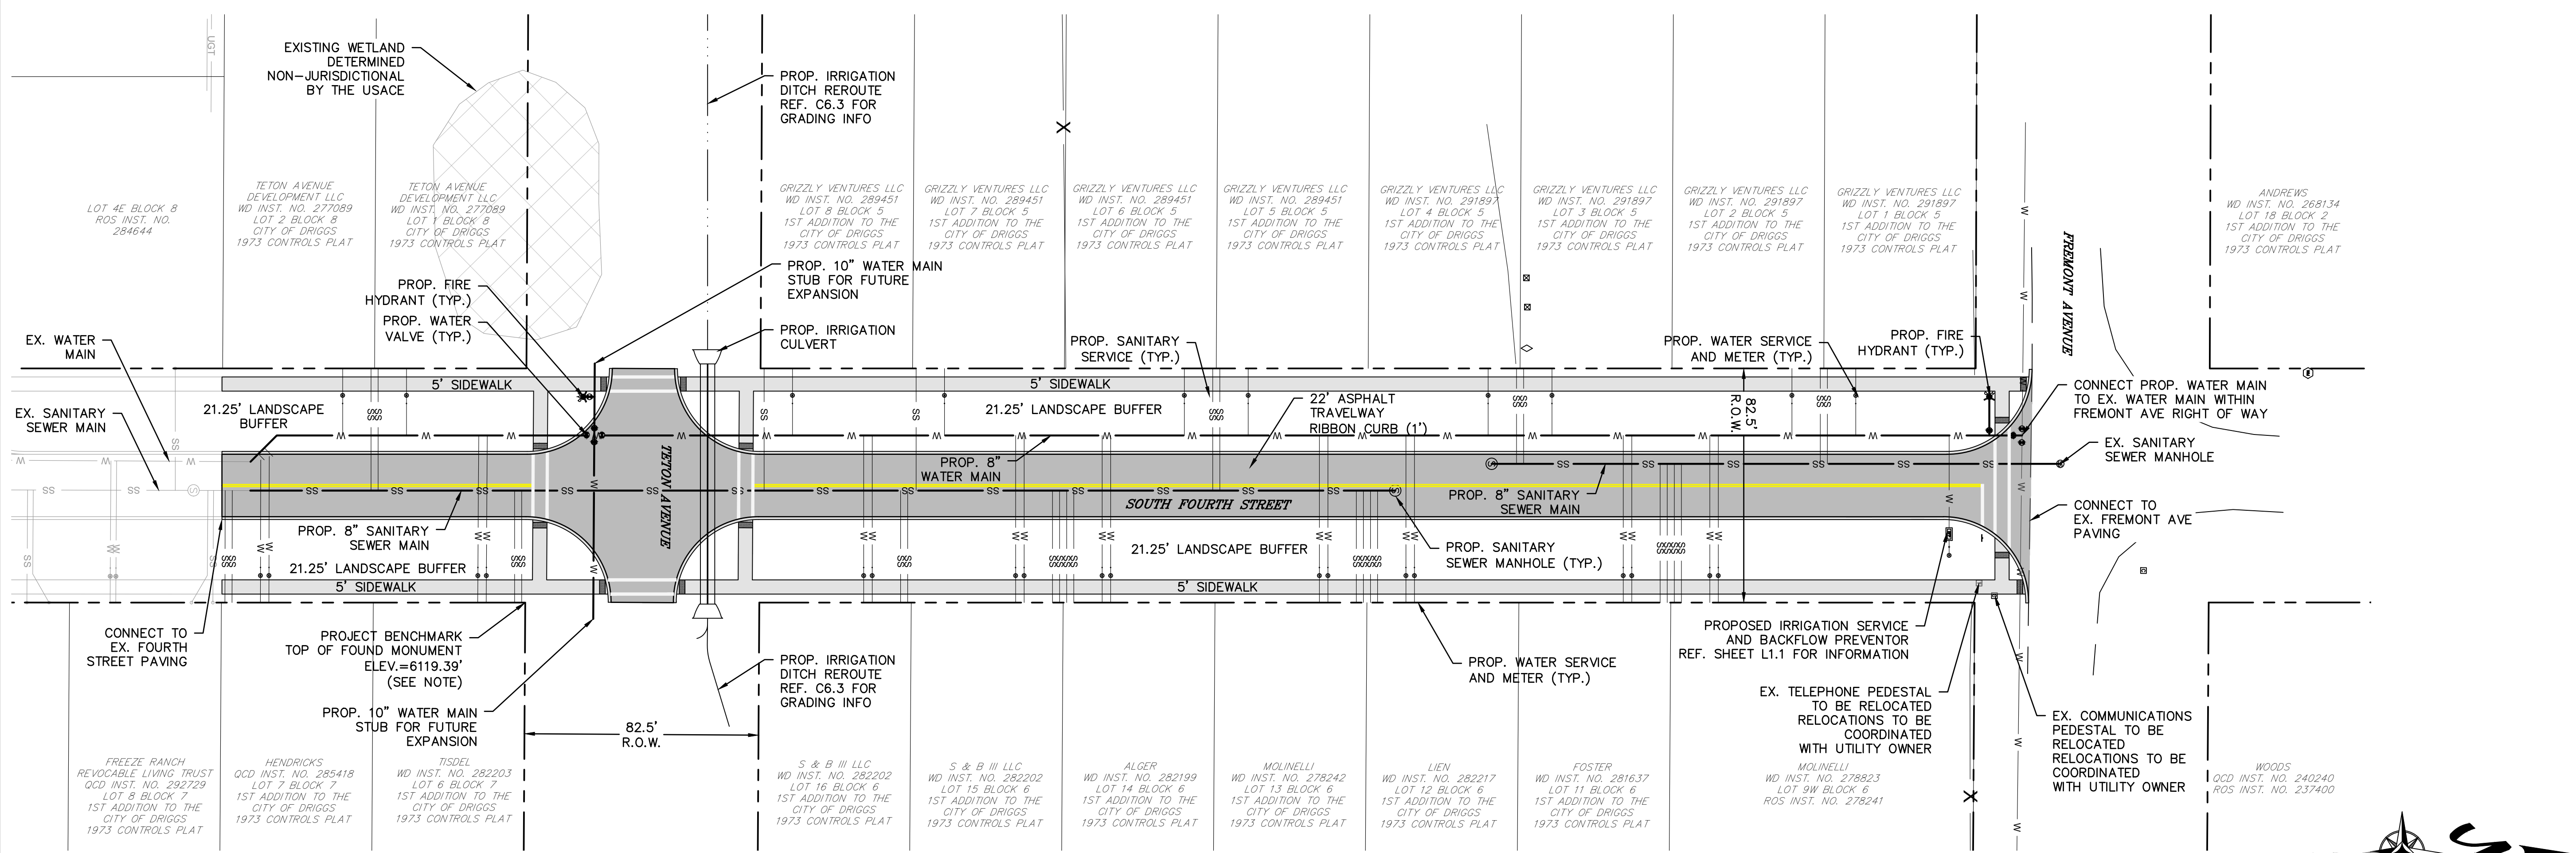 UGT
EXISTING WETLAND
DETERMINED
NON-JURISDICTIONAL
BY THE USACE
PROP. IRRIGATION
DITCH REROUTE
REF. C6.3 FOR
GRADING INFO
X
LOT 4E BLOCK 8
ROS INST. NO.
284644
TETON AVENUE
DEVELOPMENT LLC
WD INST. NO. 277089
LOT 2 BLOCK 8
CITY OF DRIGGS
1973 CONTROLS PLAT
TETON AVENUE
DEVELOPMENT LLC
WD INST. NO. 277089
LOT 1 BLOCK 8
CITY OF DRIGGS
1973 CONTROLS PLAT
GRIZZLY VENTURES LLC
WD INST. NO. 289451
LOT 8 BLOCK 5
1ST ADDITION TO THE
CITY OF DRIGGS
1973 CONTROLS PLAT
GRIZZLY VENTURES LLC
WD INST. NO. 289451
LOT 7 BLOCK 5
1ST ADDITION TO THE
CITY OF DRIGGS
1973 CONTROLS PLAT
GRIZZLY VENTURES LLC
WD INST. NO. 289451
LOT 6 BLOCK 5
1ST ADDITION TO THE
CITY OF DRIGGS
1973 CONTROLS PLAT
GRIZZLY VENTURES LLC
WD INST. NO. 289451
LOT 5 BLOCK 5
1ST ADDITION TO THE
CITY OF DRIGGS
1973 CONTROLS PLAT
GRIZZLY VENTURES LLC
WD INST. NO. 291897
LOT 4 BLOCK 5
1ST ADDITION TO THE
CITY OF DRIGGS
1973 CONTROLS PLAT
GRIZZLY VENTURES LLC
WD INST. NO. 291897
LOT 3 BLOCK 5
1ST ADDITION TO THE
CITY OF DRIGGS
1973 CONTROLS PLAT
GRIZZLY VENTURES LLC
WD INST. NO. 291897
LOT 2 BLOCK 5
1ST ADDITION TO THE
CITY OF DRIGGS
1973 CONTROLS PLAT
GRIZZLY VENTURES LLC
WD INST. NO. 291897
LOT 1 BLOCK 5
1ST ADDITION TO THE
CITY OF DRIGGS
1973 CONTROLS PLAT
FREMONT AVENUE
ANDREWS
WD INST. NO. 268134
LOT 18 BLOCK 2
1ST ADDITION TO THE
CITY OF DRIGGS
1973 CONTROLS PLAT
PROP. FIRE
HYDRANT (TYP.)
PROP. WATER
VALVE (TYP.)
PROP. 10" WATER MAIN
STUB FOR FUTURE
EXPANSION
PROP. IRRIGATION
CULVERT
PROP. SANITARY
SERVICE (TYP.)
PROP. WATER SERVICE
AND METER (TYP.)
PROP. FIRE
HYDRANT (TYP.)
EX. WATER
MAIN
EX. SANITARY
SEWER MAIN
5' SIDEWALK
5' SIDEWALK
21.25' LANDSCAPE
BUFFER
21.25' LANDSCAPE BUFFER
22' ASPHALT
TRAVELWAY
RIBBON CURB (1')
82.5'
R.O.W.
CONNECT PROP. WATER MAIN
TO EX. WATER MAIN WITHIN
FREMONT AVE RIGHT OF WAY
EX. SANITARY
SEWER MANHOLE
PROP. 8"
WATER MAIN
TETON AVENUE
SOUTH FOURTH STREET
PROP. 8" SANITARY
SEWER MAIN
PROP. 8" SANITARY
SEWER MAIN
CONNECT TO
EX. FREMONT AVE
PAVING
21.25' LANDSCAPE BUFFER
21.25' LANDSCAPE BUFFER
PROP. SANITARY
SEWER MANHOLE (TYP.)
5' SIDEWALK
5' SIDEWALK
CONNECT TO
EX. FOURTH
STREET PAVING
PROJECT BENCHMARK
TOP OF FOUND MONUMENT
ELEV.=6119.39'
(SEE NOTE)
PROP. 10" WATER MAIN
STUB FOR FUTURE
EXPANSION
82.5'
R.O.W.
PROP. IRRIGATION
DITCH REROUTE
REF. C6.3 FOR
GRADING INFO
PROP. WATER SERVICE
AND METER (TYP.)
PROPOSED IRRIGATION SERVICE
AND BACKFLOW PREVENTOR
REF. SHEET L1.1 FOR INFORMATION
EX. TELEPHONE PEDESTAL
TO BE RELOCATED
RELOCATIONS TO BE
COORDINATED
WITH UTILITY OWNER
EX. COMMUNICATIONS
PEDESTAL TO BE
RELOCATED
RELOCATIONS TO BE
COORDINATED
WITH UTILITY OWNER
X
FREEZE RANCH
REVOCABLE LIVING TRUST
QCD INST. NO. 292729
LOT 8 BLOCK 7
1ST ADDITION TO THE
CITY OF DRIGGS
1973 CONTROLS PLAT
HENDRICKS
QCD INST. NO. 285418
LOT 7 BLOCK 7
1ST ADDITION TO THE
CITY OF DRIGGS
1973 CONTROLS PLAT
TISDEL
WD INST. NO. 282203
LOT 6 BLOCK 7
1ST ADDITION TO THE
CITY OF DRIGGS
1973 CONTROLS PLAT
S & B III LLC
WD INST. NO. 282202
LOT 16 BLOCK 6
1ST ADDITION TO THE
CITY OF DRIGGS
1973 CONTROLS PLAT
S & B III LLC
WD INST. NO. 282202
LOT 15 BLOCK 6
1ST ADDITION TO THE
CITY OF DRIGGS
1973 CONTROLS PLAT
ALGER
WD INST. NO. 282199
LOT 14 BLOCK 6
1ST ADDITION TO THE
CITY OF DRIGGS
1973 CONTROLS PLAT
MOLINELLI
WD INST. NO. 278242
LOT 13 BLOCK 6
1ST ADDITION TO THE
CITY OF DRIGGS
1973 CONTROLS PLAT
LIEN
WD INST. NO. 282217
LOT 12 BLOCK 6
1ST ADDITION TO THE
CITY OF DRIGGS
1973 CONTROLS PLAT
FOSTER
WD INST. NO. 281637
LOT 11 BLOCK 6
1ST ADDITION TO THE
CITY OF DRIGGS
1973 CONTROLS PLAT
MOLINELLI
WD INST. NO. 278823
LOT 9W BLOCK 6
ROS INST. NO. 278241
WOODS
QCD INST. NO. 240240
ROS INST. NO. 237400